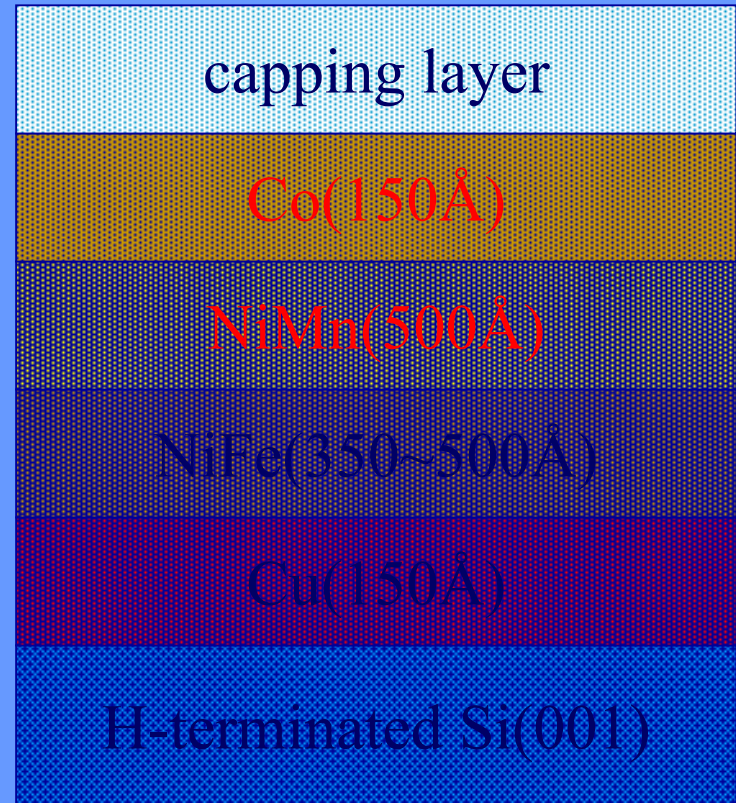 capping layer
Co(150Å)
NiMn(500Å)
NiFe(350~500Å)
Cu(150Å)
H-terminated Si(001)